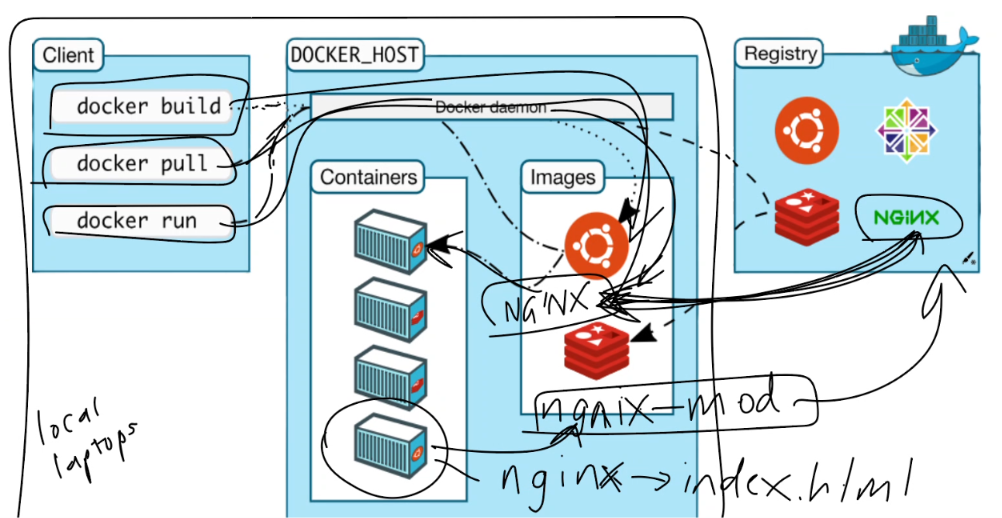 Client
DOCKER_HOST
Registry
docker build
Docker daemon
docker pull
Containers
Images
docker run
NGiNX
NGiNX
local
laptops
ngnix-mod
nginx → index.html